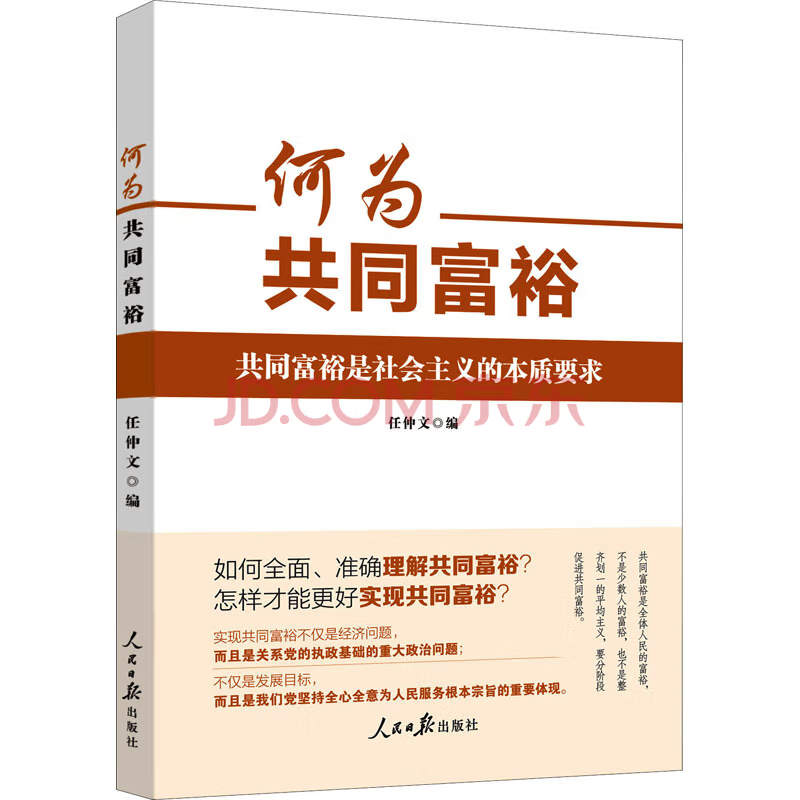 何为
共同富裕
任仲文◎编
人民日报出版社
何为
共同富裕
共同富裕是社会主义的本质要求
JD.COM 京东
任仲文◎编
如何全面、准确理解共同富裕?
怎样才能更好实现共同富裕?
实现共同富裕不仅是经济问题，
而且是关系党的执政基础的重大政治问题；
不仅是发展目标，
而且是我们党坚持全心全意为人民服务根本宗旨的重要体现。
共同富裕是全体人民的富裕，
不是少数人的富裕，也不是整
齐划一的平均主义，要分阶段
促进共同富裕。
人民日报出版社